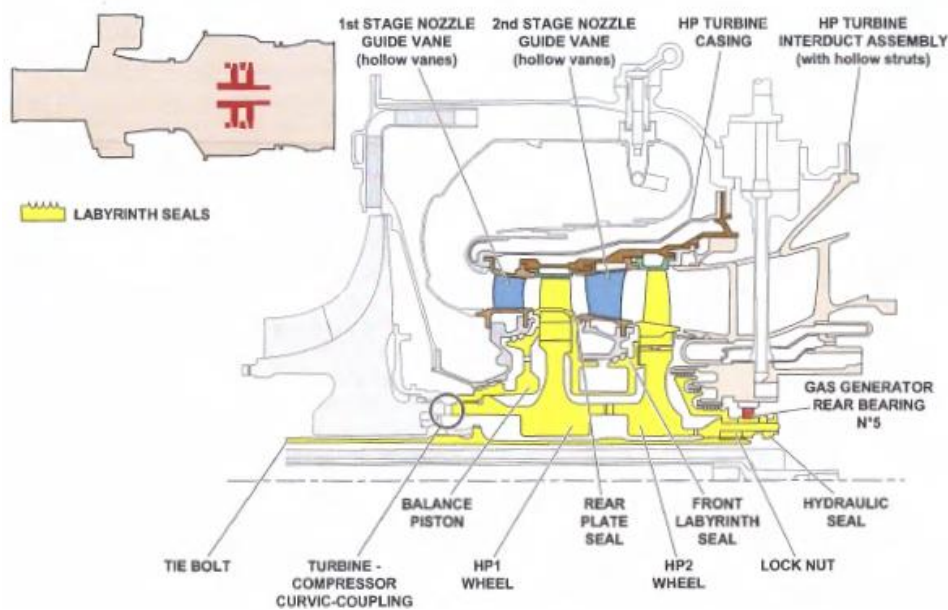 1st STAGE NOZZLE
GUIDE VANE
(hollow vanes)
2nd STAGE NOZZLE
GUIDE VANE
(hollow vanes)
HP TURBINE
CASING
HP TURBINE
INTERDUCT ASSEMBLY
(with hollow struts)
LABYRINTH SEALS
GAS GENERATOR
REAR BEARING
N°5
BALANCE
PISTON
REAR
PLATE
SEAL
FRONT
LABYRINTH
SEAL
HYDRAULIC
SEAL
TIE BOLT
TURBINE -
COMPRESSOR
CURVIC-COUPLING
HP1
WHEEL
HP2
WHEEL
LOCK NUT